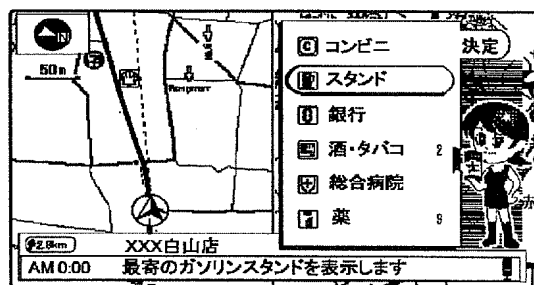 N
50m
コンビニ
決定
スタンド
銀行
酒・タバコ 2
総合病院
薬 9
2.8km XXX白山店
AM 0:00 最寄のガソリンスタンドを表示します